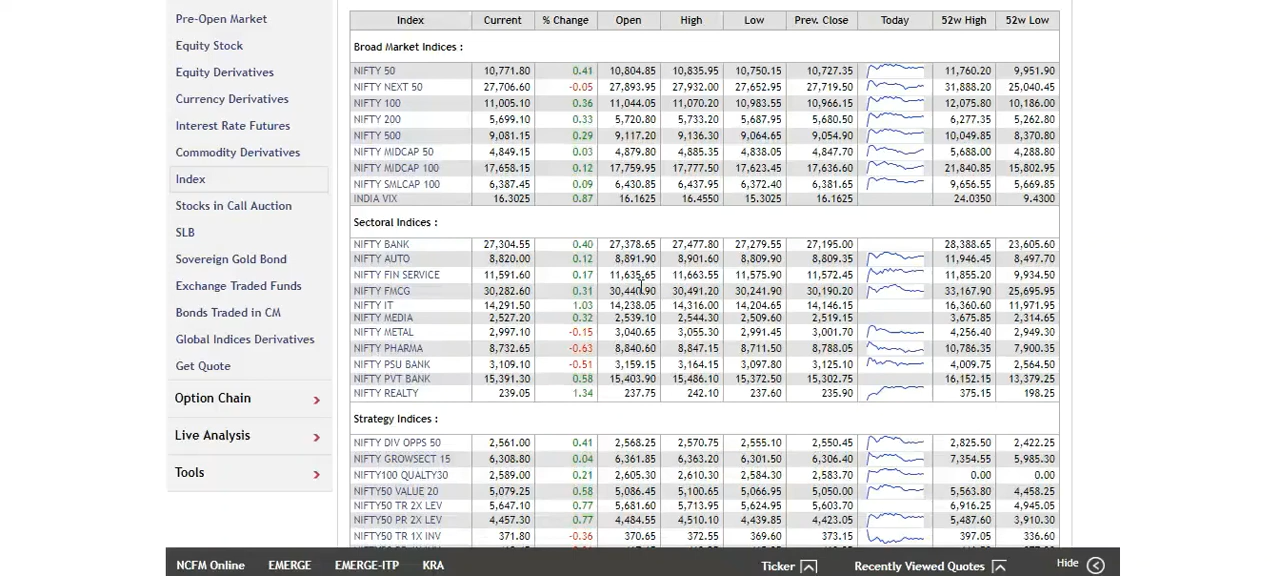 Pre-Open Market
Equity Stock
Equity Derivatives
Currency Derivatives
Interest Rate Futures
Commodity Derivatives
Index
Stocks in Call Auction
SLB
Sovereign Gold Bond
Exchange Traded Funds
Bonds Traded in CM
Global Indices Derivatives
Get Quote
Option Chain
Live Analysis
Tools
Index Current % Change Open High Low Prev. Close Today 52w High 52w Low
Broad Market Indices :
NIFTY 50 10,771.80 0.41 10,804.85 10,835.95 10,750.15 10,727.35 11,760.20 9,951.90
NIFTY NEXT 50 27,706.60 -0.05 27,893.95 27,932.00 27,652.95 27,719.50 31,888.20 25,040.45
NIFTY 100 11,005.10 0.36 11,044.05 11,070.20 10,983.55 10,966.15 12,075.80 10,186.00
NIFTY 200 5,699.10 0.33 5,720.80 5,733.20 5,687.95 5,680.50 6,277.35 5,262.80
NIFTY 500 9,081.15 0.29 9,117.20 9,136.30 9,064.65 9,054.90 10,049.85 8,370.80
NIFTY MIDCAP 50 4,849.15 0.03 4,879.80 4,885.35 4,838.05 4,847.70 5,688.00 4,288.80
NIFTY MIDCAP 100 17,658.15 0.12 17,759.95 17,777.50 17,623.45 17,636.60 21,840.85 15,802.95
NIFTY SMLCAP 100 6,387.45 0.09 6,430.85 6,437.95 6,372.40 6,381.65 9,656.55 5,669.85
INDIA VIX 16.3025 0.87 16.1625 16.4550 15.3025 16.1625 24.0350 9.4300
Sectoral Indices :
NIFTY BANK 27,304.55 0.40 27,378.65 27,477.80 27,279.55 27,195.00 28,388.65 23,605.60
NIFTY AUTO 8,820.00 0.12 8,891.90 8,901.60 8,809.90 8,809.35 11,946.45 8,497.70
NIFTY FIN SERVICE 11,591.60 0.17 11,635.65 11,663.55 11,575.90 11,572.45 11,855.20 9,934.50
NIFTY FMCG 30,282.60 0.31 30,440.90 30,491.20 30,241.90 30,190.20 33,167.90 25,695.95
NIFTY IT 14,291.50 1.03 14,238.05 14,316.00 14,204.65 14,146.15 16,360.60 11,971.95
NIFTY MEDIA 2,527.20 0.32 2,539.10 2,544.30 2,509.60 2,519.15 3,675.85 2,314.65
NIFTY METAL 2,997.10 -0.15 3,040.65 3,055.30 2,991.45 3,001.70 4,256.40 2,949.30
NIFTY PHARMA 8,732.65 -0.63 8,840.60 8,847.15 8,711.50 8,788.05 10,786.35 7,900.35
NIFTY PSU BANK 3,109.10 -0.51 3,159.15 3,164.15 3,097.80 3,125.10 4,009.75 2,564.50
NIFTY PVT BANK 15,391.30 0.58 15,403.90 15,486.10 15,372.50 15,302.75 16,152.15 13,379.25
NIFTY REALTY 239.05 1.34 237.75 242.10 237.60 235.90 375.15 198.25
Strategy Indices :
NIFTY DIV OPPS 50 2,561.00 0.41 2,568.25 2,570.75 2,555.10 2,550.45 2,825.50 2,422.25
NIFTY GROWSECT 15 6,308.80 0.04 6,361.85 6,363.20 6,301.50 6,306.40 7,354.55 5,985.30
NIFTY100 QUALTY30 2,589.00 0.21 2,605.30 2,610.30 2,584.30 2,583.70 0.00 0.00
NIFTY50 VALUE 20 5,079.25 0.58 5,086.45 5,100.65 5,066.95 5,050.00 5,563.80 4,458.25
NIFTY50 TR 2X LEV 5,647.10 0.77 5,681.60 5,713.95 5,624.95 5,603.70 6,916.25 4,945.05
NIFTY50 PR 2X LEV 4,457.30 0.77 4,484.55 4,510.10 4,439.85 4,423.05 5,487.60 3,910.30
NIFTY50 TR 1X INV 371.80 -0.36 370.65 372.55 369.60 373.15 397.05 336.60
NCFM Online EMERGE EMERGE-ITP KRA Ticker Recently Viewed Quotes Hide